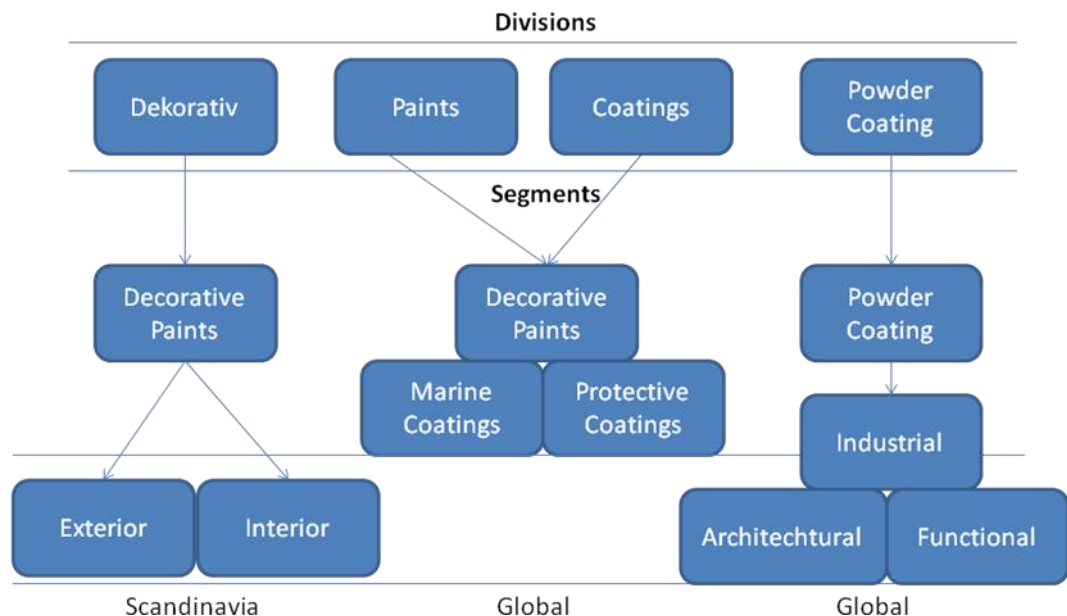 Divisions
Dekorativ
Paints
Coatings
Powder
Coating
Segments
Decorative
Paints
Decorative
Paints
Powder
Coating
Marine
Coatings
Protective
Coatings
Industrial
Exterior
Interior
Architechtural
Functional
Scandinavia
Global
Global